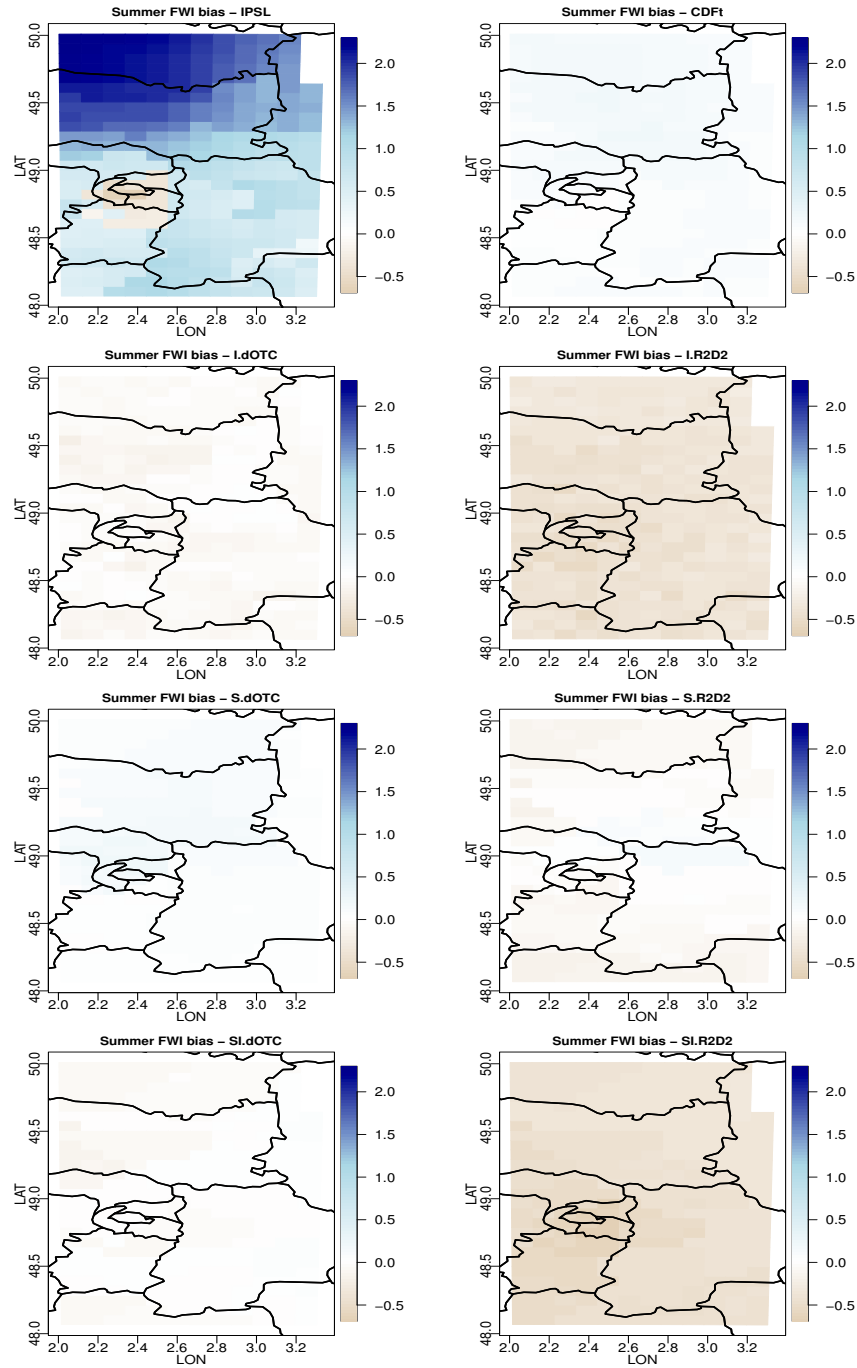 Summer FWI bias – IPSL
50.0
49.5
49.0
48.5
48.0
LAT
2.0 2.2 2.4 2.6 2.8 3.0 3.2
LON
2.0
1.5
1.0
0.5
0.0
−0.5
Summer FWI bias – CDFt
50.0
49.5
49.0
48.5
48.0
LAT
2.0 2.2 2.4 2.6 2.8 3.0 3.2
LON
2.0
1.5
1.0
0.5
0.0
−0.5
Summer FWI bias – I.dOTC
50.0
49.5
49.0
48.5
48.0
LAT
2.0 2.2 2.4 2.6 2.8 3.0 3.2
LON
2.0
1.5
1.0
0.5
0.0
−0.5
Summer FWI bias – I.R2D2
50.0
49.5
49.0
48.5
48.0
LAT
2.0 2.2 2.4 2.6 2.8 3.0 3.2
LON
2.0
1.5
1.0
0.5
0.0
−0.5
Summer FWI bias – S.dOTC
50.0
49.5
49.0
48.5
48.0
LAT
2.0 2.2 2.4 2.6 2.8 3.0 3.2
LON
2.0
1.5
1.0
0.5
0.0
−0.5
Summer FWI bias – S.R2D2
50.0
49.5
49.0
48.5
48.0
LAT
2.0 2.2 2.4 2.6 2.8 3.0 3.2
LON
2.0
1.5
1.0
0.5
0.0
−0.5
Summer FWI bias – SI.dOTC
50.0
49.5
49.0
48.5
48.0
LAT
2.0 2.2 2.4 2.6 2.8 3.0 3.2
LON
2.0
1.5
1.0
0.5
0.0
−0.5
Summer FWI bias – SI.R2D2
50.0
49.5
49.0
48.5
48.0
LAT
2.0 2.2 2.4 2.6 2.8 3.0 3.2
LON
2.0
1.5
1.0
0.5
0.0
−0.5